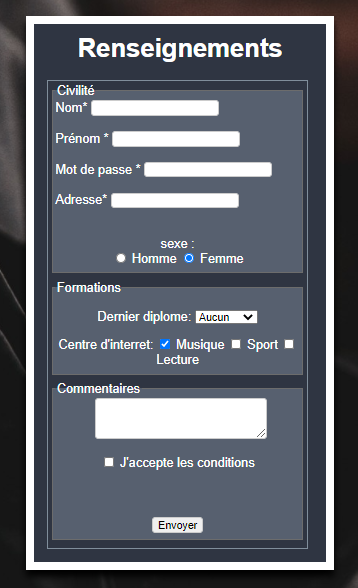 Renseignements
Civilité
Nom*
Prénom *
Mot de passe *
Adresse*
sexe :
Homme Femme
Formations
Dernier diplome: Aucun
Centre d'interret: Musique Sport
Lecture
Commentaires
J'accepte les conditions
Envoyer